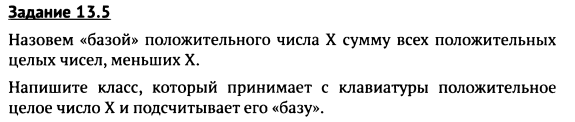 Задание 13.5
Назовем «базой» положительного числа X сумму всех положительных
целых чисел, меньших X.
Напишите класс, который принимает с клавиатуры положительное
целое число X и подсчитывает его «базу».